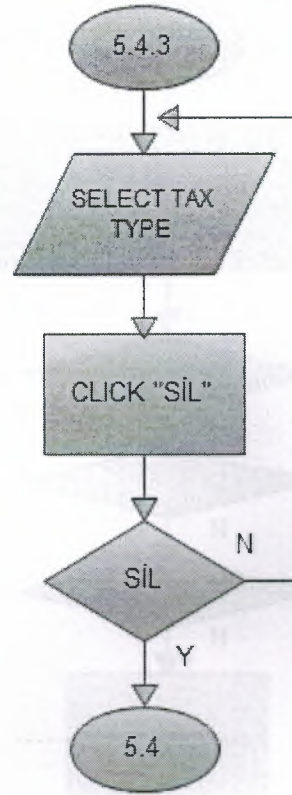 5.4.3
SELECT TAX
TYPE
CLICK "SİL"
SİL
N
Y
5.4